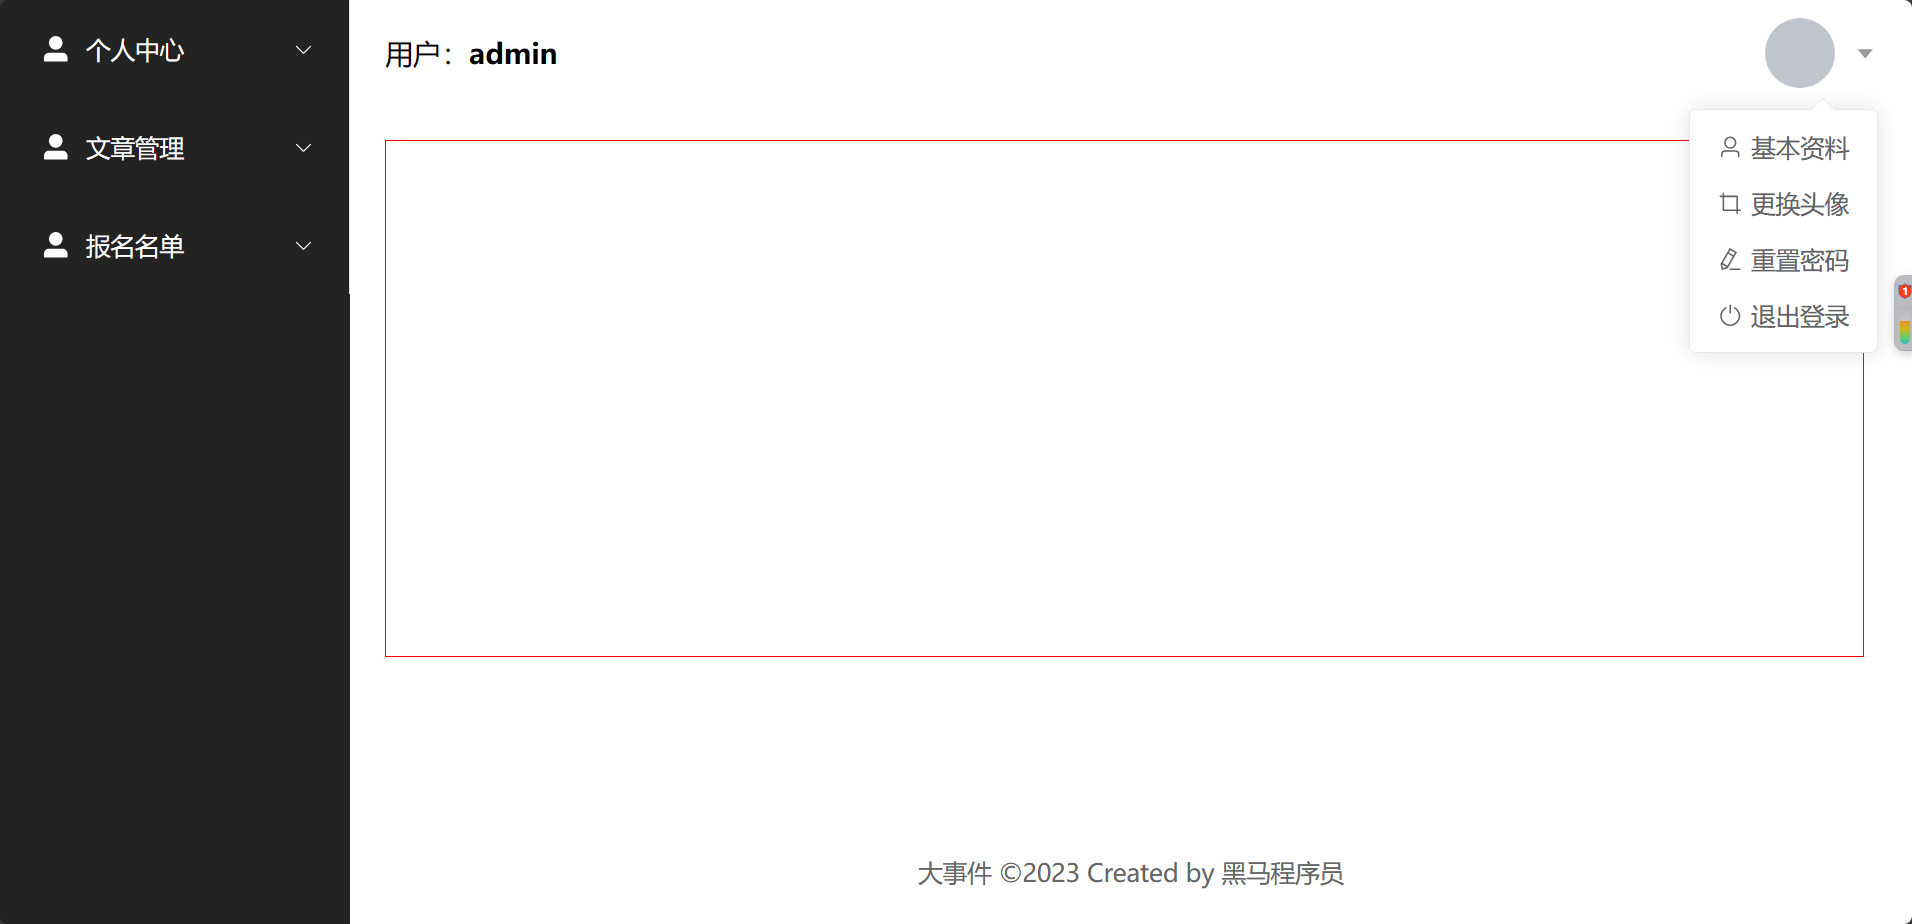 个人中心
文章管理
报名名单
用户：admin
基本资料
更换头像
重置密码
退出登录
1
大事件 ©2023 Created by 黑马程序员